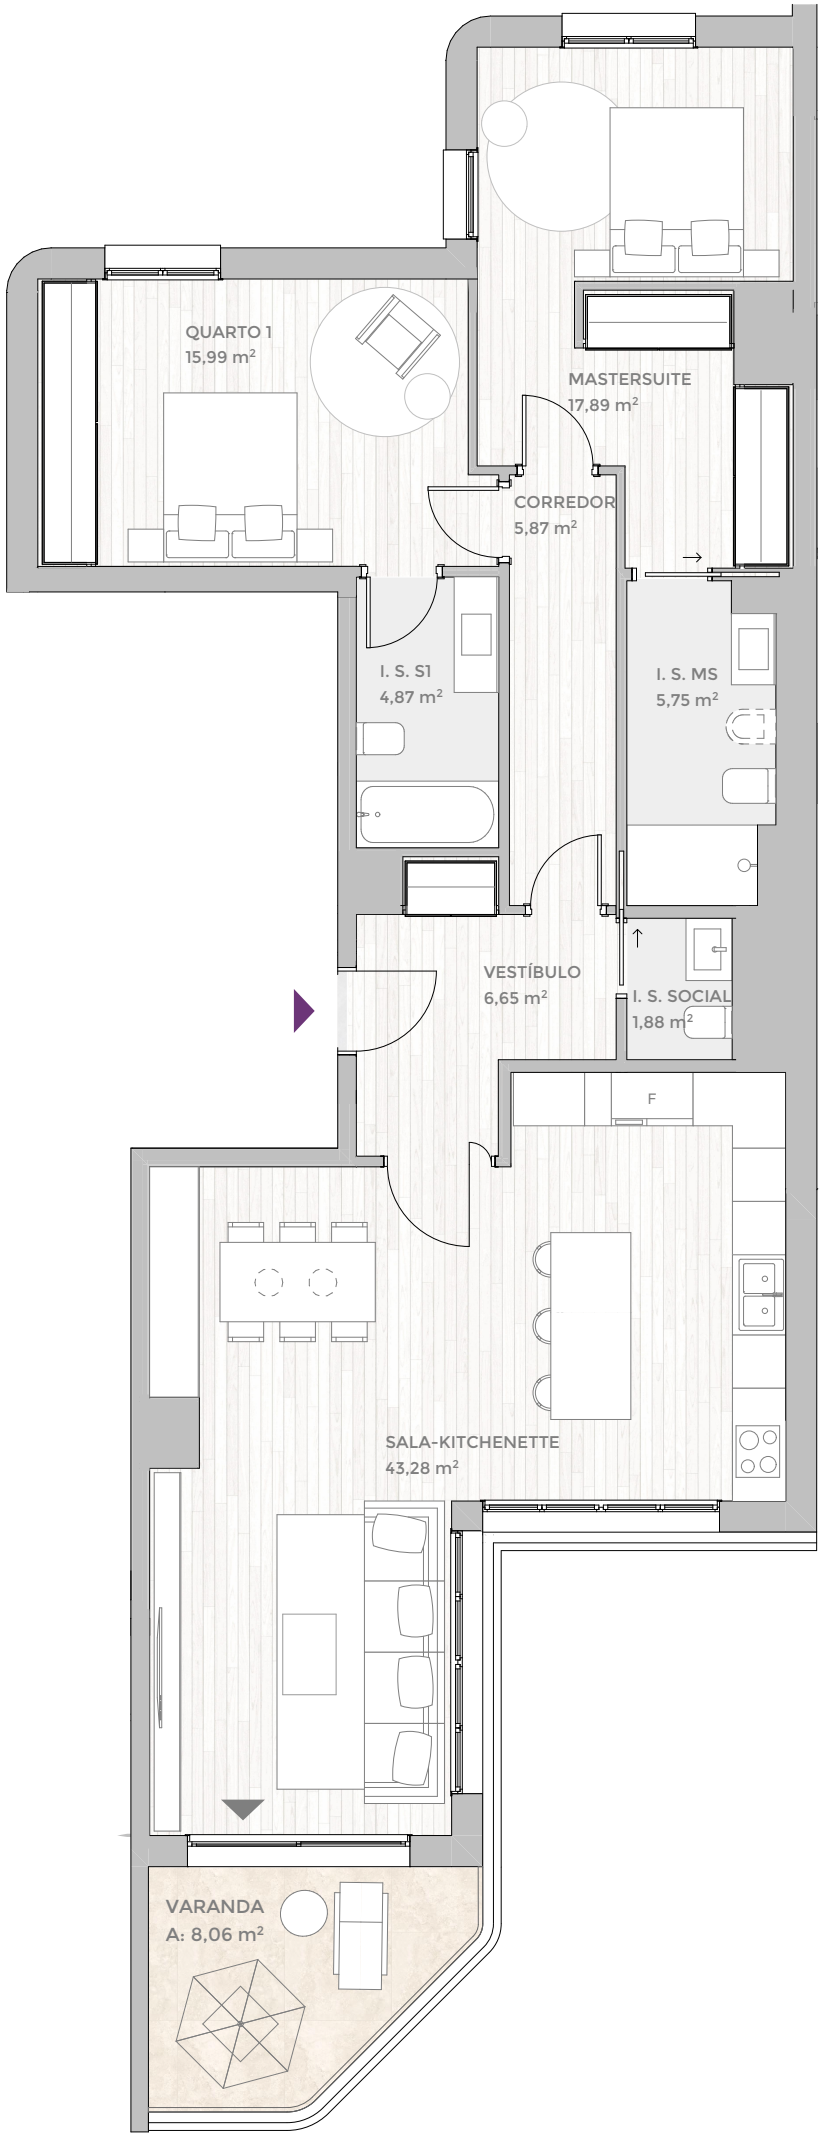 QUARTO 1
15,99 m²
MASTERSUITE
17,89 m²
CORREDOR
5,87 m²
I. S. S1
4,87 m²
I. S. MS
5,75 m²
VESTÍBULO
6,65 m²
I. S. SOCIAL
1,88 m²
F
SALA-KITCHENETTE
43,28 m²
VARANDA
A: 8,06 m²